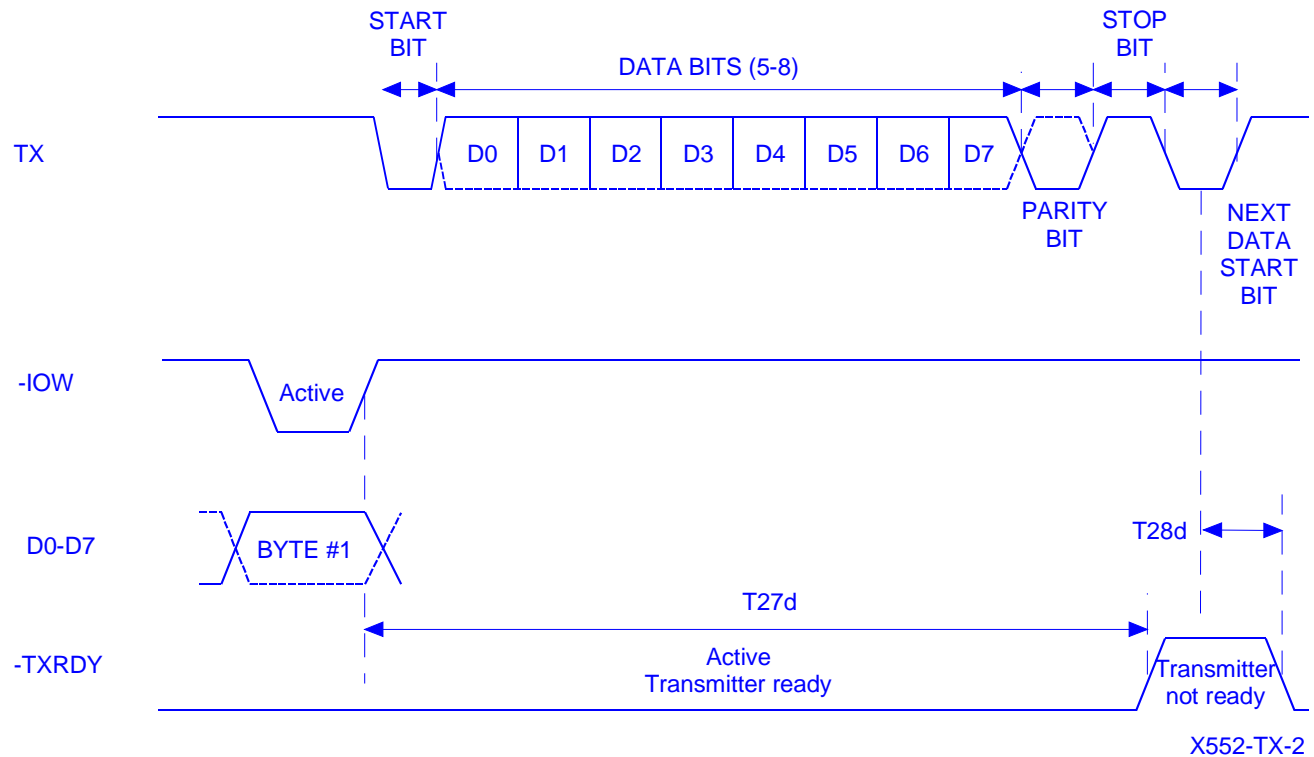 START
BIT
STOP
BIT
DATA BITS (5-8)
TX
D0 D1 D2 D3 D4 D5 D6 D7
PARITY
BIT
NEXT
DATA
START
BIT
-IOW
Active
D0-D7
BYTE #1
T28d
T27d
-TXRDY
Active
Transmitter ready
Transmitter
not ready
X552-TX-2